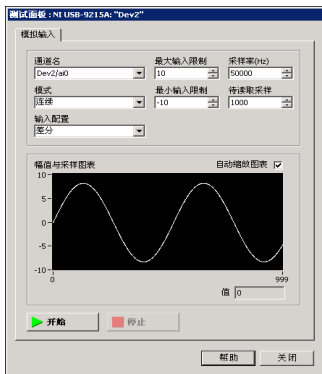 测试面板 : NI USB-9215A: "Dev2"
模拟输入
通道名 最大输入限制 采样率(Hz)
Dev2/ai0 10 50000
模式 最小输入限制 待读取采样
连续 -10 1000
输入配置
差分
幅值与采样图表 自动缩放图表
10-
5-
0-
-5-
-10-
0 999
值 0
开始 停止
帮助 关闭